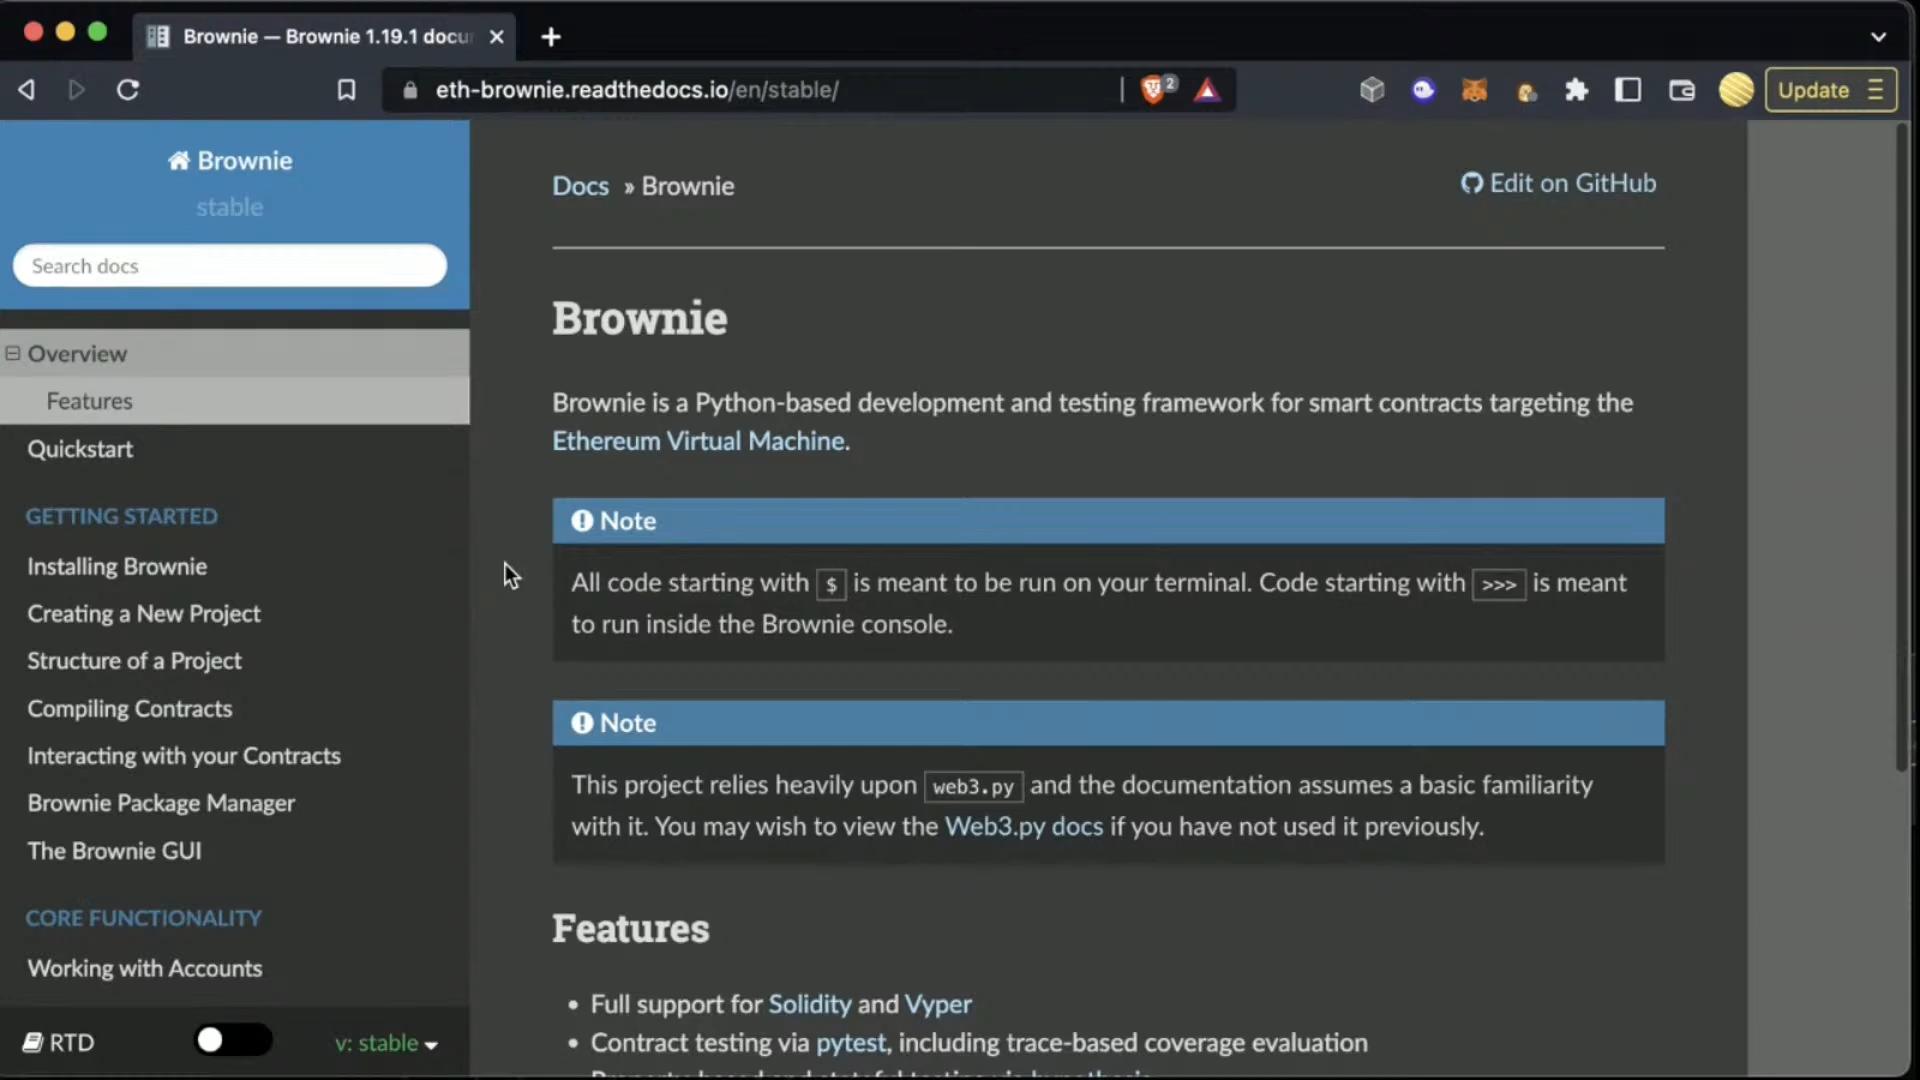 Brownie — Brownie 1.19.1 docu
eth-brownie.readthedocs.io/en/stable/
2
Update
Brownie
stable
Search docs
Overview
Features
Quickstart
GETTING STARTED
Installing Brownie
Creating a New Project
Structure of a Project
Compiling Contracts
Interacting with your Contracts
Brownie Package Manager
The Brownie GUI
CORE FUNCTIONALITY
Working with Accounts
RTD
v: stable
Docs » Brownie
Edit on GitHub
Brownie
Brownie is a Python-based development and testing framework for smart contracts targeting the
Ethereum Virtual Machine.
Note
All code starting with $ is meant to be run on your terminal. Code starting with >>> is meant
to run inside the Brownie console.
Note
This project relies heavily upon web3.py and the documentation assumes a basic familiarity
with it. You may wish to view the Web3.py docs if you have not used it previously.
Features
• Full support for Solidity and Vyper
• Contract testing via pytest, including trace-based coverage evaluation